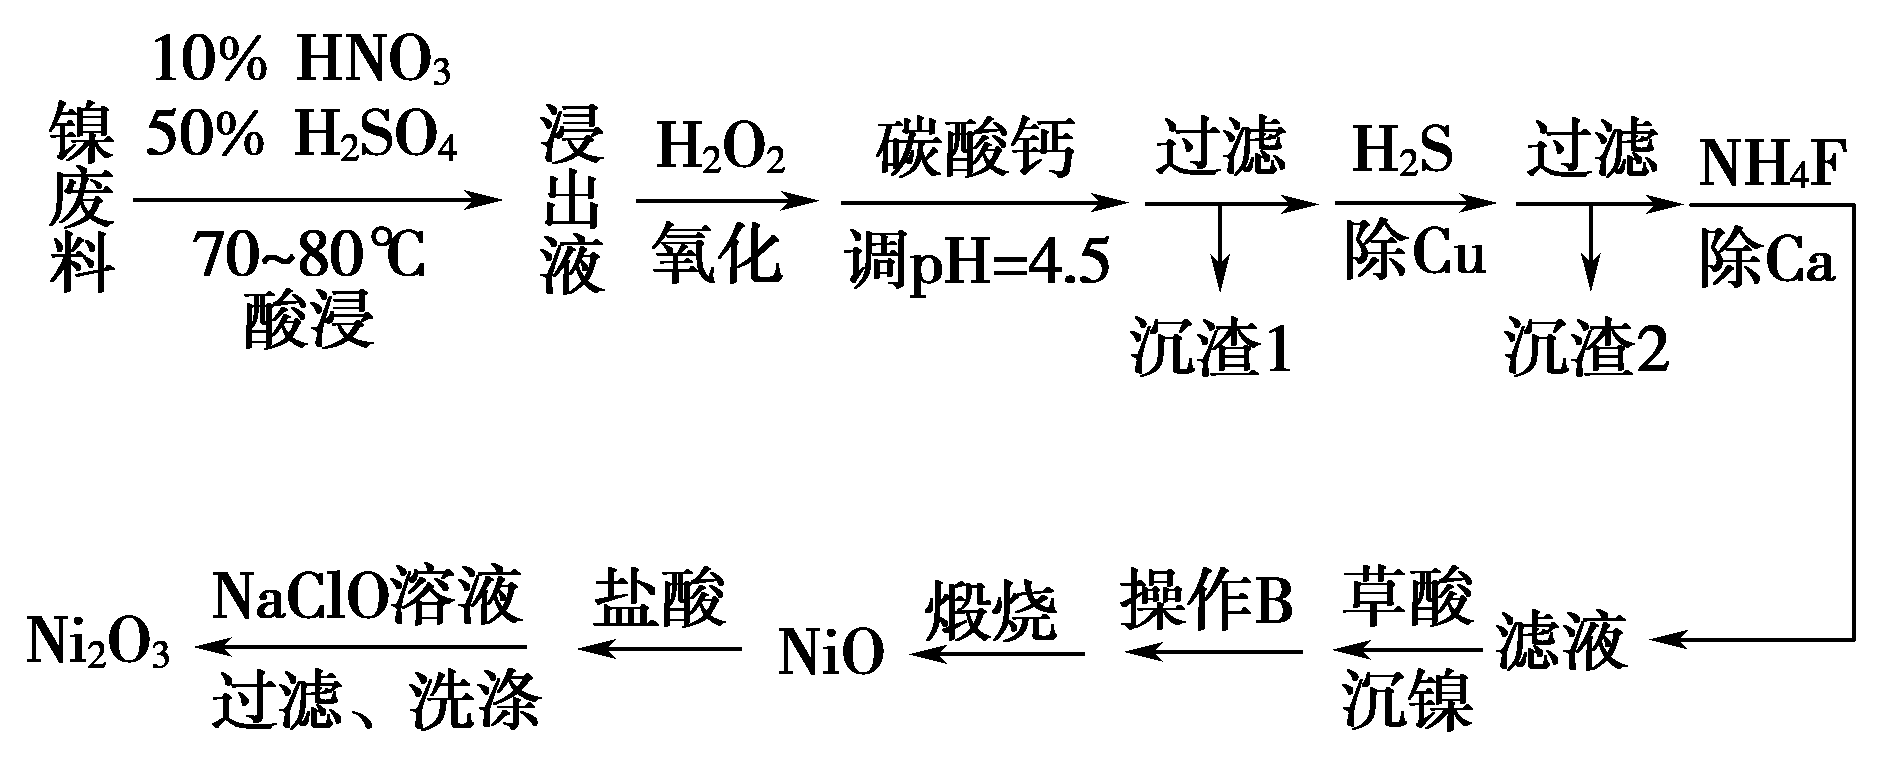 镍废料
10% HNO₃
50% H₂SO₄
70~80℃
酸浸
浸出液
H₂O₂
氧化
碳酸钙
调pH=4.5
过滤
沉渣1
H₂S
除Cu
过滤
沉渣2
NH₄F
除Ca
滤液
草酸
沉镍
操作B
煅烧
NiO
盐酸
NaClO溶液
过滤、洗涤
Ni₂O₃